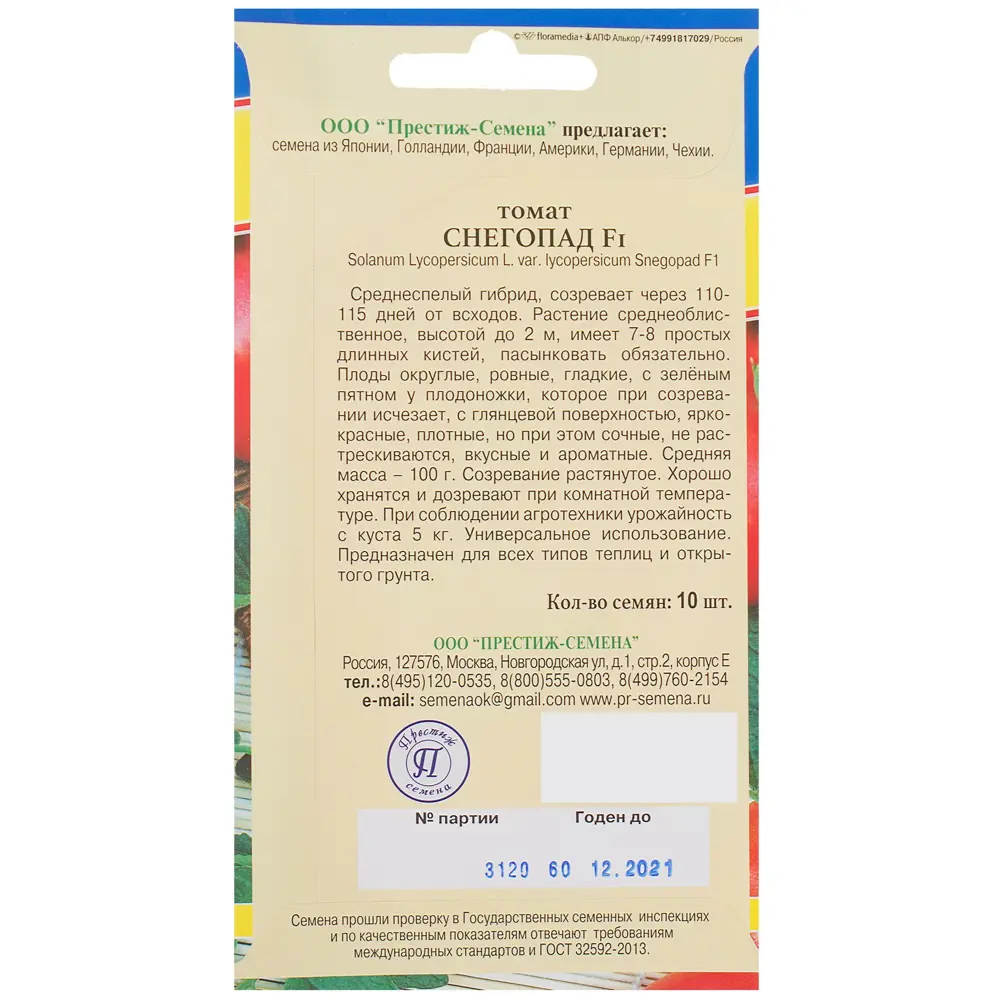 © floramedia+ АПФ Алькор/+74991817029/Россия
ООО “Престиж-Семена” предлагает:
семена из Японии, Голландии, Франции, Америки, Германии, Чехии.
томат
СНЕГОПАД F1
Solanum Lycopersicum L. var. lycopersicum Snegopad F1
Среднеспелый гибрид, созревает через 110-
115 дней от всходов. Растение среднеоблис-
твенное, высотой до 2 м, имеет 7-8 простых
длинных кистей, пасынковать обязательно.
Плоды округлые, ровные, гладкие, с зелёным
пятном у плодоножки, которое при созрева-
нии исчезает, с глянцевой поверхностью, ярко-
красные, плотные, но при этом сочные, не рас-
трескиваются, вкусные и ароматные. Средняя
масса – 100 г. Созревание растянутое. Хорошо
хранятся и дозревают при комнатной темпера-
туре. При соблюдении агротехники урожайность
с куста 5 кг. Универсальное использование.
Предназначен для всех типов теплиц и откры-
того грунта.
Кол-во семян: 10 шт.
ООО “ПРЕСТИЖ-СЕМЕНА”
Россия, 127576, Москва, Новгородская ул, д.1, стр.2, корпус Е
тел.:8(495)120-0535, 8(800)555-0803, 8(499)760-2154
e-mail: semenaok@gmail.com www.pr-semena.ru
Престиж
П
семена
№ партии Годен до
3120 60 12.2021
Семена прошли проверку в Государственных семенных инспекциях
и по качественным показателям отвечают требованиям
международных стандартов и ГОСТ 32592-2013.